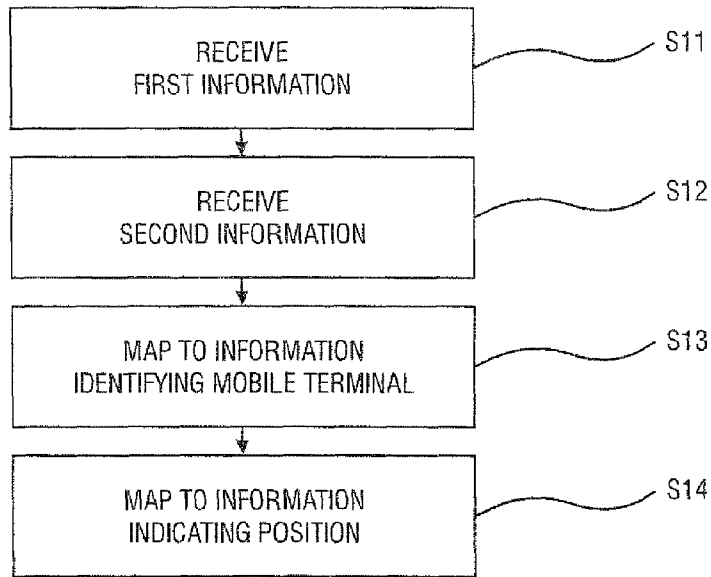 RECEIVE
FIRST INFORMATION
S11
RECEIVE
SECOND INFORMATION
S12
MAP TO INFORMATION
IDENTIFYING MOBILE TERMINAL
S13
MAP TO INFORMATION
INDICATING POSITION
S14